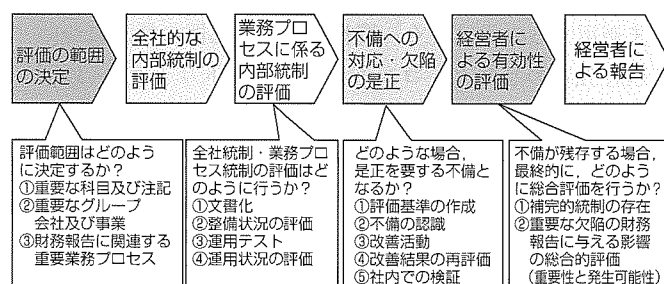 評価の範囲
の決定
全社的な
内部統制の
評価
業務プロ
セスに係る
内部統制
の評価
不備への
対応・欠陥
の是正
経営者に
よる有効性
の評価
経営者に
よる報告
評価範囲はどのよう
に決定するか？
①重要な科目及び注記
②重要なグループ
会社及び事業
③財務報告に関連する
重要業務プロセス
全社統制・業務プロ
セス統制の評価はど
のように行うか？
①文書化
②整備状況の評価
③運用テスト
④運用状況の評価
どのような場合，
是正を要する不備と
なるか？
①評価基準の作成
②不備の認識
③改善活動
④改善結果の再評価
⑤社内での検証
不備が残存する場合，
最終的に，どのよう
に総合評価を行うか？
①補完的統制の存在
②重要な欠陥の財務
報告に与える影響
の総合的評価
（重要性と発生可能性）